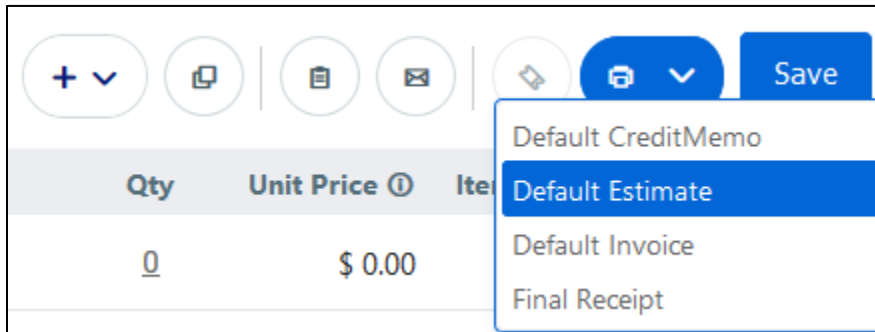 Save
Default CreditMemo
Qty Unit Price Default Estimate
Default Invoice
0 $ 0.00
Final Receipt